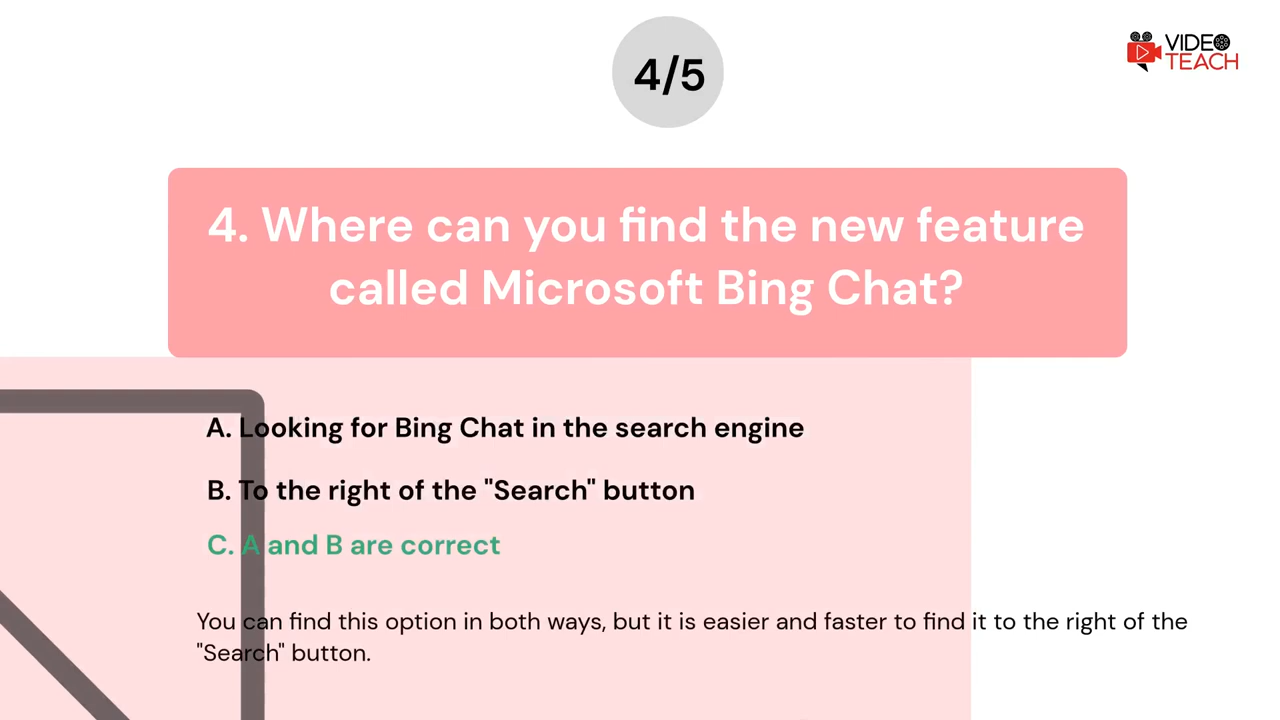 4/5
VIDEO
TEACH
4. Where can you find the new feature
called Microsoft Bing Chat?
A. Looking for Bing Chat in the search engine
B. To the right of the "Search" button
C. A and B are correct
You can find this option in both ways, but it is easier and faster to find it to the right of the
"Search" button.